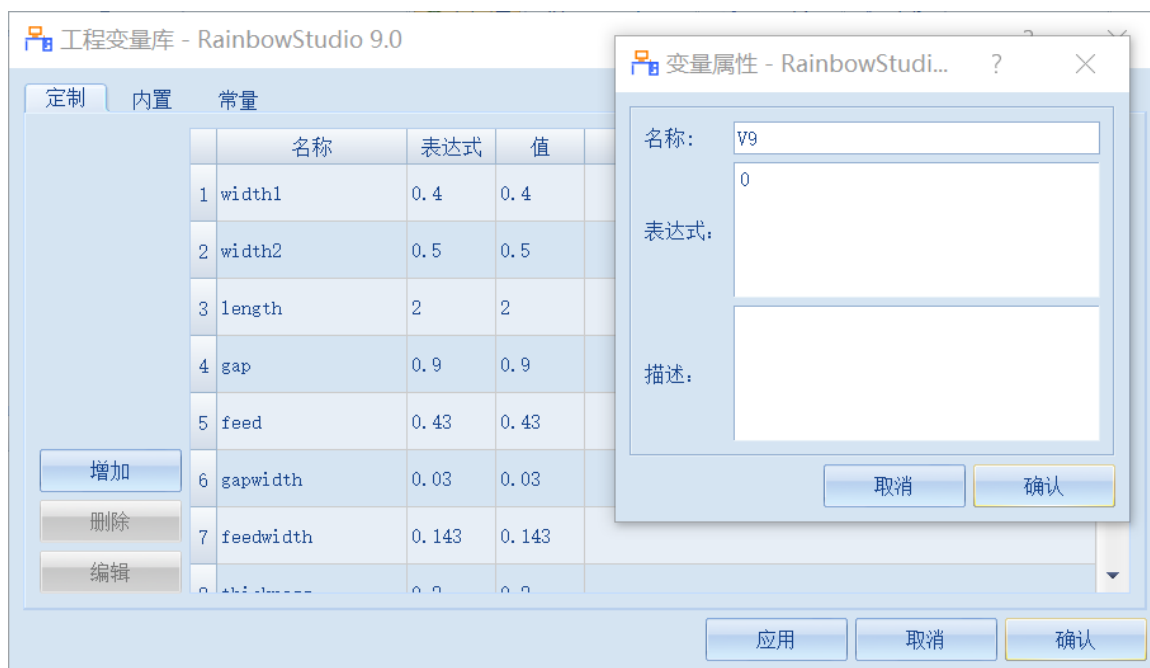 工程变量库 - RainbowStudio 9.0
定制 内置 常量
名称 表达式 值
1 width1 0.4 0.4
2 width2 0.5 0.5
3 length 2 2
4 gap 0.9 0.9
5 feed 0.43 0.43
6 gapwidth 0.03 0.03
7 feedwidth 0.143 0.143
增加
删除
编辑
应用 取消 确认
变量属性 - RainbowStudi... ?
名称: V9
表达式: 0
描述:
取消 确认